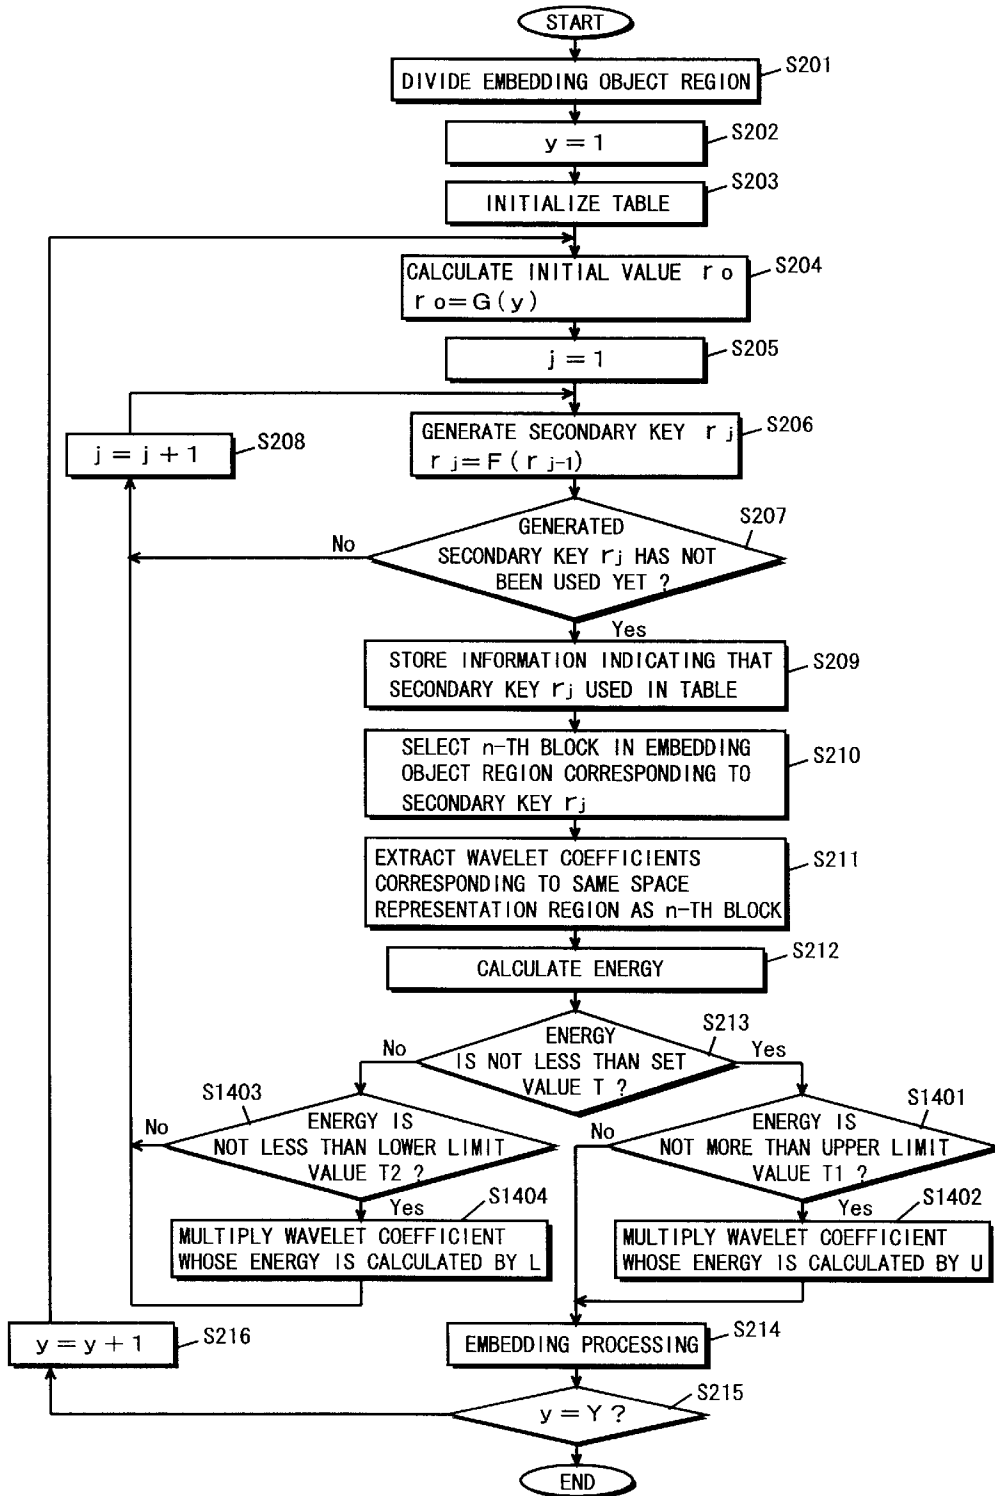 START
DIVIDE EMBEDDING OBJECT REGION
S201
y = 1
S202
INITIALIZE TABLE
S203
CALCULATE INITIAL VALUE r o
r o = G ( y )
S204
j = 1
S205
GENERATE SECONDARY KEY r j
r j = F ( r j-1 )
S206
j = j + 1
S208
GENERATED
SECONDARY KEY r j HAS NOT
BEEN USED YET ?
S207
No
Yes
STORE INFORMATION INDICATING THAT
SECONDARY KEY r j USED IN TABLE
S209
SELECT n-TH BLOCK IN EMBEDDING
OBJECT REGION CORRESPONDING TO
SECONDARY KEY r j
S210
EXTRACT WAVELET COEFFICIENTS
CORRESPONDING TO SAME SPACE
REPRESENTATION REGION AS n-TH BLOCK
S211
CALCULATE ENERGY
S212
ENERGY
IS NOT LESS THAN SET
VALUE T ?
S213
No
Yes
S1403
ENERGY IS
NOT LESS THAN LOWER LIMIT
VALUE T2 ?
No
Yes
S1401
ENERGY IS
NOT MORE THAN UPPER LIMIT
VALUE T1 ?
No
Yes
S1404
MULTIPLY WAVELET COEFFICIENT
WHOSE ENERGY IS CALCULATED BY L
S1402
MULTIPLY WAVELET COEFFICIENT
WHOSE ENERGY IS CALCULATED BY U
y = y + 1
S216
EMBEDDING PROCESSING
S214
y = Y ?
S215
END